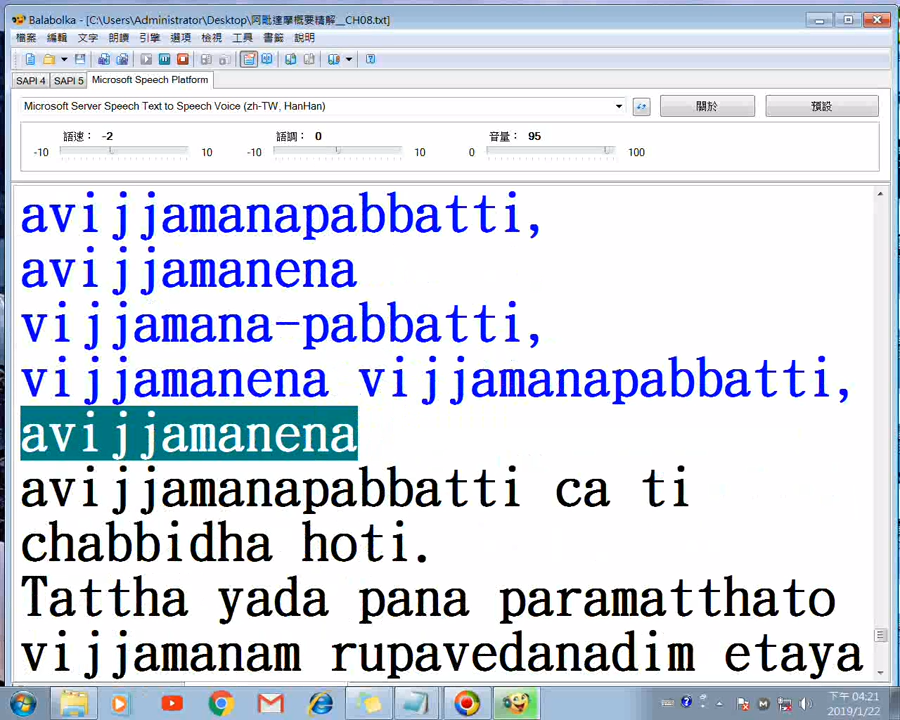 Balabolka - [C:\Users\Administrator\Desktop\阿毗達摩概要精解__CH08.txt]
檔案 編輯 文字 朗讀 引擎 選項 檢視 工具 書籤 說明
SAPI 4 SAPI 5 Microsoft Speech Platform
Microsoft Server Speech Text to Speech Voice (zh-TW, HanHan) 關於 預設
語速： -2 語調： 0 音量： 95
-10 10 -10 10 0 100
avijjamanapabbatti,
avijjamanena
vijjamana-pabbatti,
vijjamanena vijjamanapabbatti,
avijjamanena
avijjamanapabbatti ca ti
chabbidha hoti.
Tattha yada pana paramatthato
vijjamanam rupavedanadim etaya
下午 04:21
2019/1/22